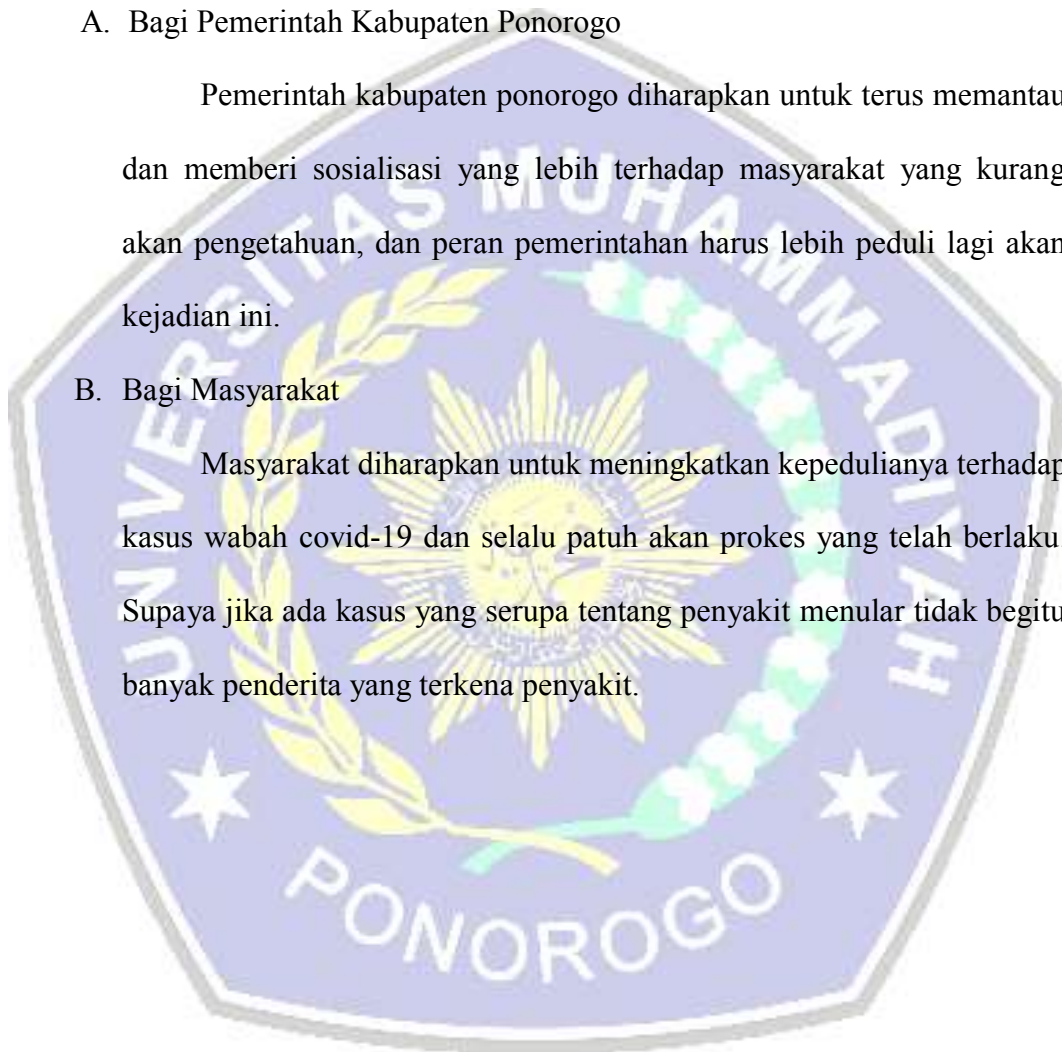 A. Bagi Pemerintah Kabupaten Ponorogo
Pemerintah kabupaten ponorogo diharapkan untuk terus memantau
dan memberi sosialisasi yang lebih terhadap masyarakat yang kurang
akan pengetahuan, dan peran pemerintahan harus lebih peduli lagi akan
kejadian ini.
B. Bagi Masyarakat
Masyarakat diharapkan untuk meningkatkan kepedulianya terhadap
kasus wabah covid-19 dan selalu patuh akan prokes yang telah berlaku.
Supaya jika ada kasus yang serupa tentang penyakit menular tidak begitu
banyak penderita yang terkena penyakit.
UNIVERSITAS MUHAMMADIYAH
PONOROGO